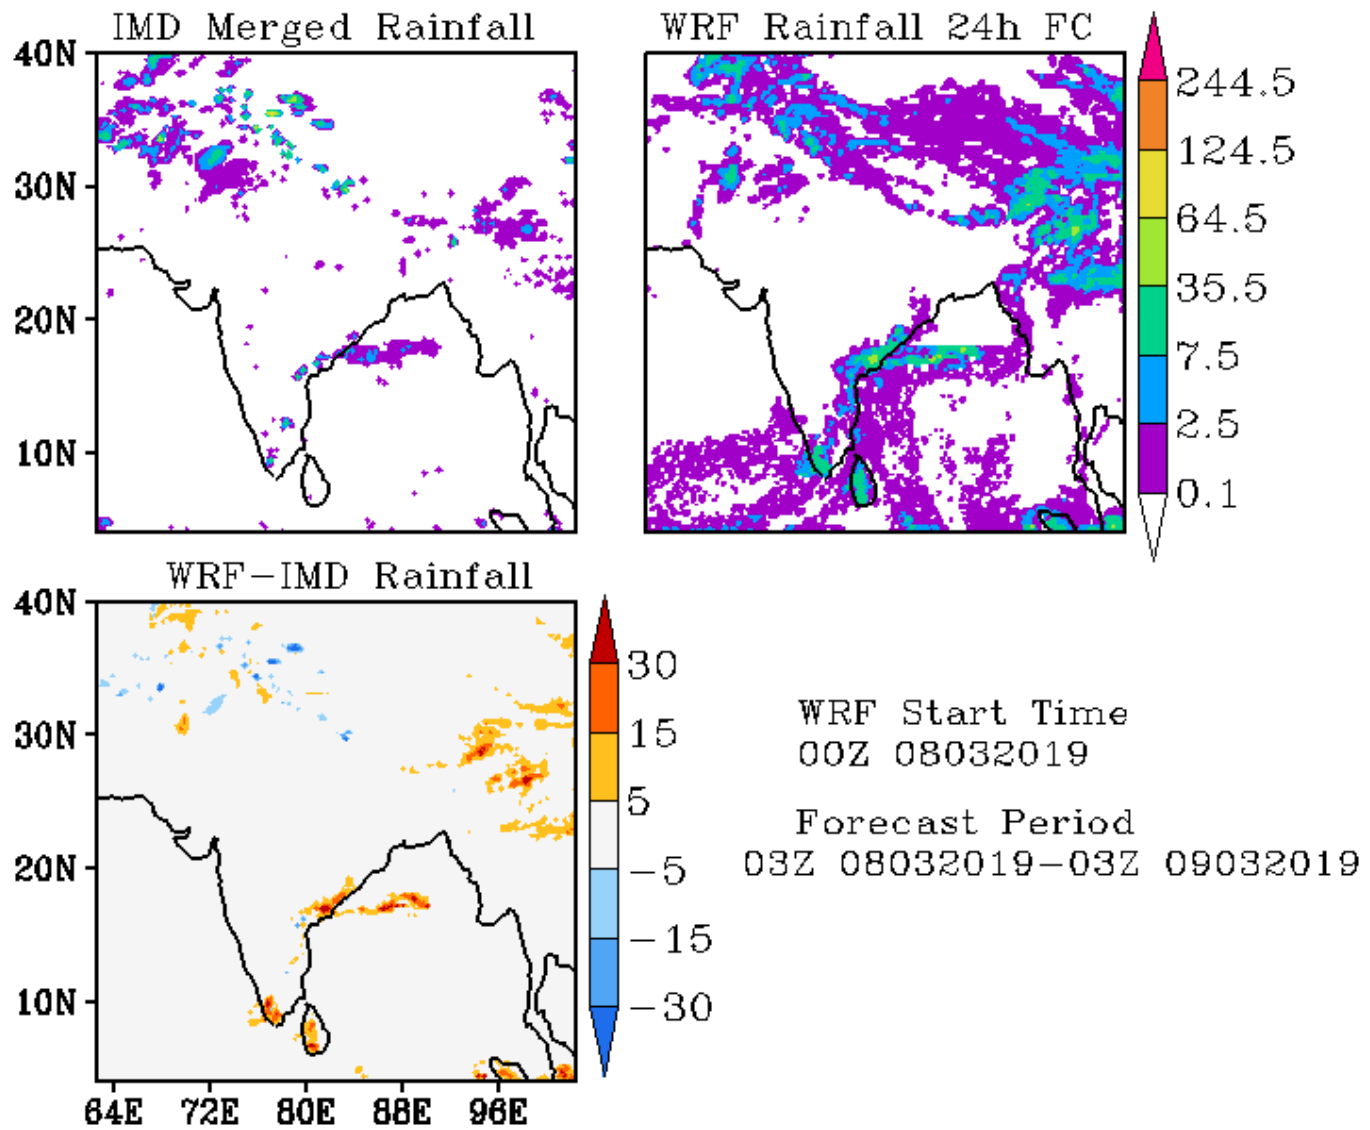 IMD Merged Rainfall
WRF Rainfall 24h FC
40N
30N
20N
10N
244.5
124.5
64.5
35.5
7.5
2.5
0.1
WRF-IMD Rainfall
40N
30N
20N
10N
64E 72E 80E 88E 96E
30
15
5
-5
-15
-30
WRF Start Time
00Z 08032019
Forecast Period
03Z 08032019-03Z 09032019